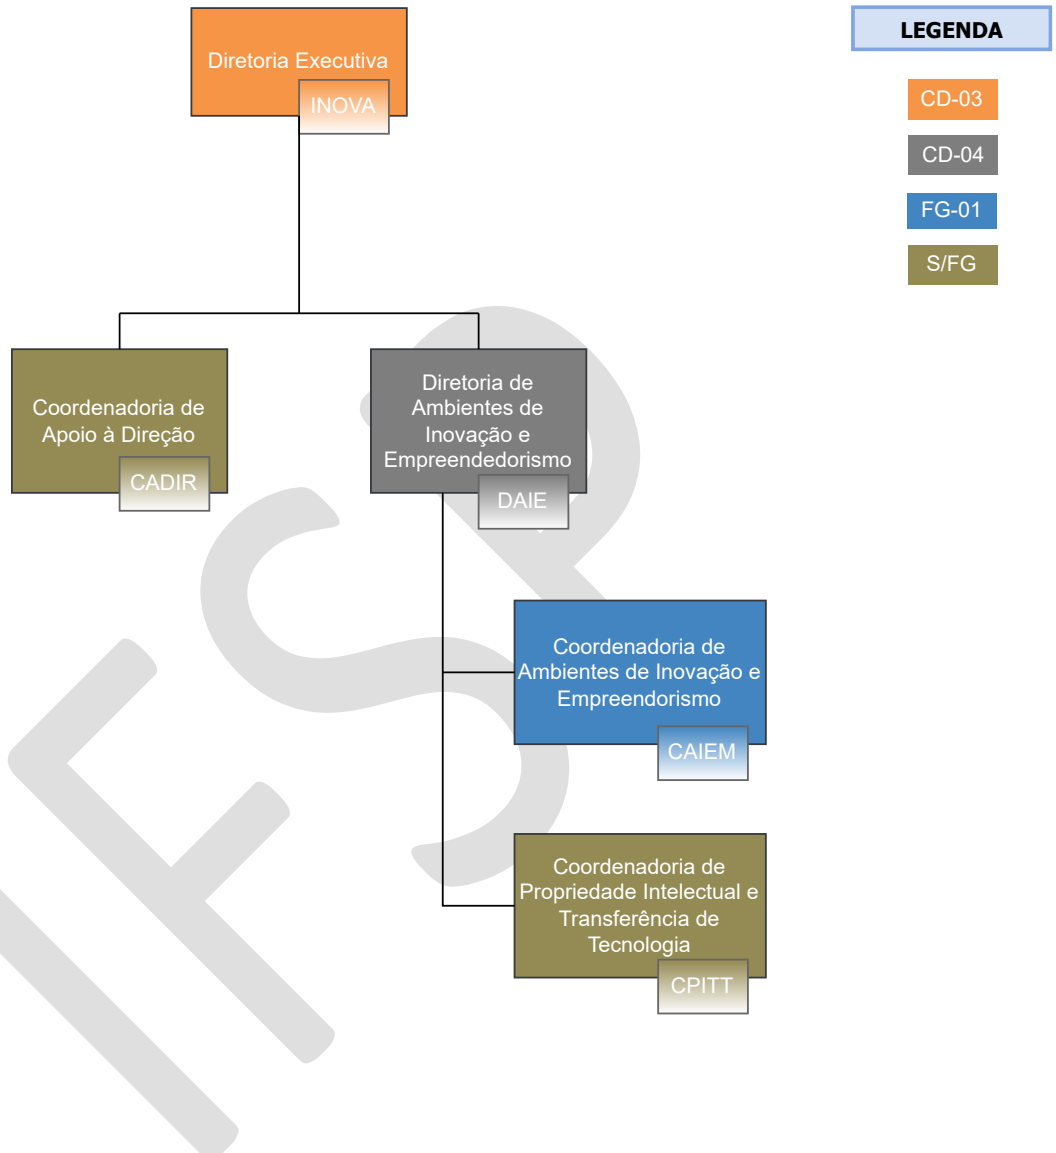 Diretoria Executiva
INOVA
LEGENDA
CD-03
CD-04
FG-01
S/FG
Coordenadoria de
Apoio à Direção
CADIR
Diretoria de
Ambientes de
Inovação e
Empreendedorismo
DAIE
Coordenadoria de
Ambientes de Inovação e
Empreendorismo
CAIEM
Coordenadoria de
Propriedade Intelectual e
Transferência de
Tecnologia
CPITT
IFSP